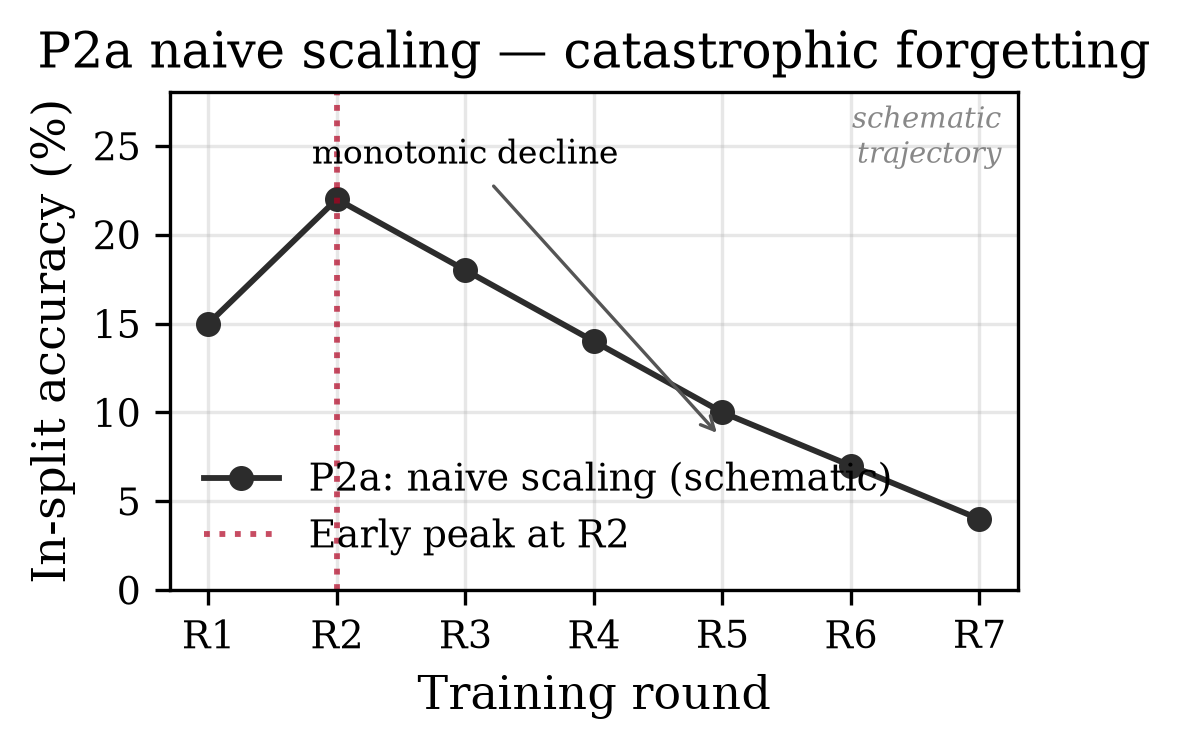 P2a naive scaling — catastrophic forgetting
In-split accuracy (%)
25
20
15
10
5
0
schematic
trajectory
monotonic decline
P2a: naive scaling (schematic)
Early peak at R2
R1 R2 R3 R4 R5 R6 R7
Training round